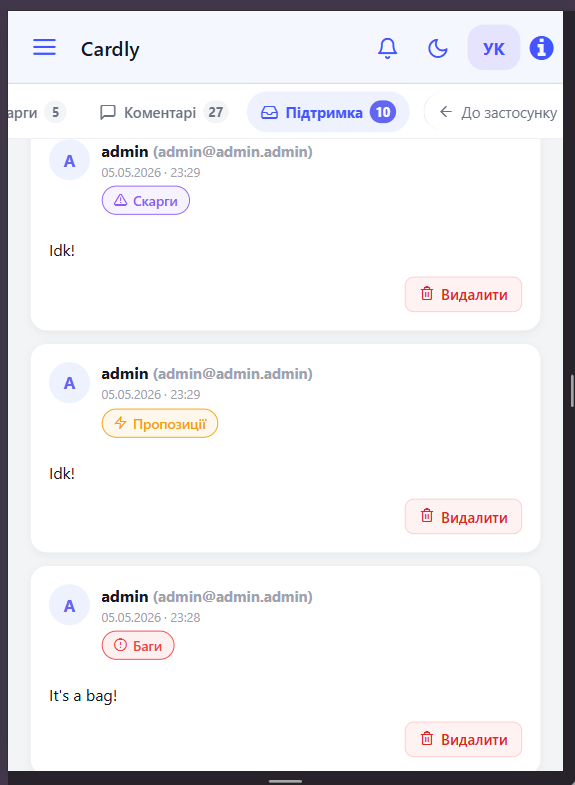 Cardly УК
арги 5 Коментарі 27 Підтримка 10 До застосунку
A admin (admin@admin.admin)
05.05.2026 · 23:29
Скарги
Idk!
Видалити
A admin (admin@admin.admin)
05.05.2026 · 23:29
Пропозиції
Idk!
Видалити
A admin (admin@admin.admin)
05.05.2026 · 23:28
Баги
It's a bag!
Видалити